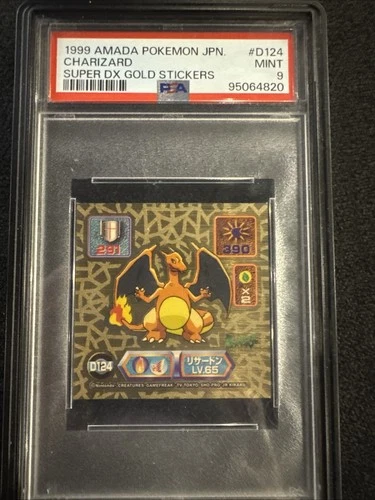 1999 AMADA POKEMON JPN. #D124
CHARIZARD MINT
SUPER DX GOLD STICKERS 9
PSA 95064820
291
390
×2
D124
リザードン
LV.65